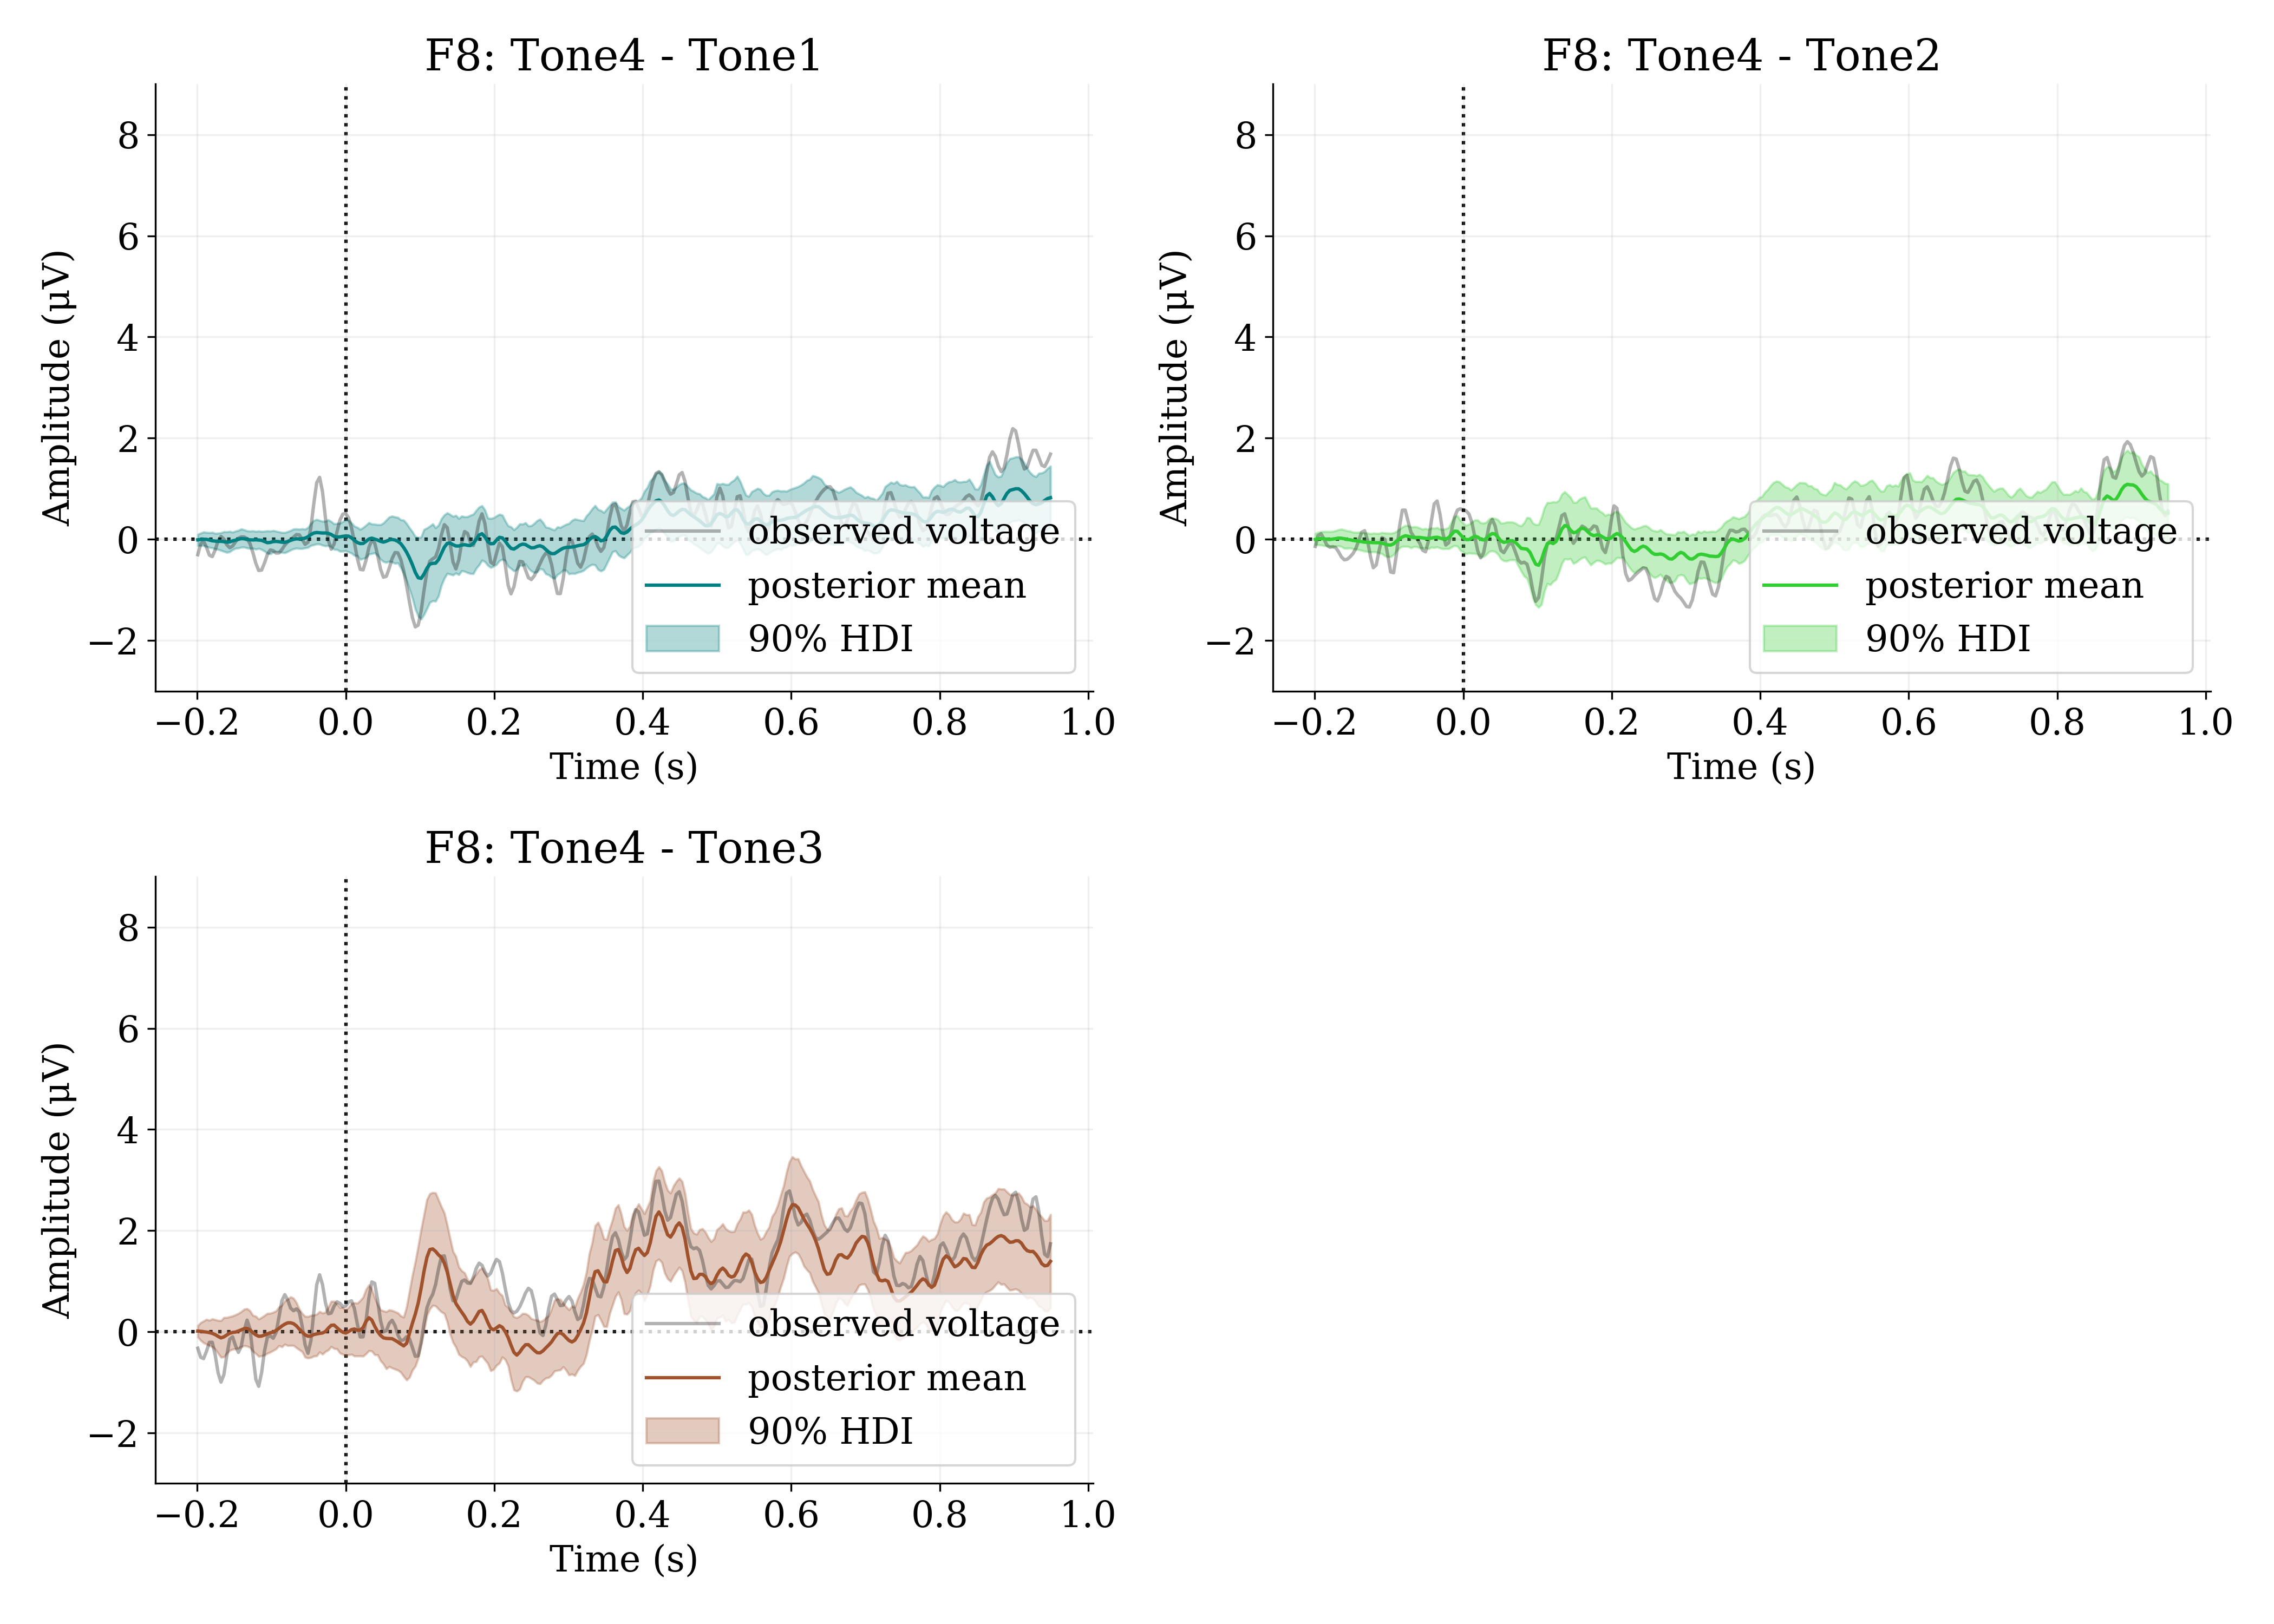 F8: Tone4 - Tone1
Amplitude (μV)
8
6
4
2
0
−2
observed voltage
posterior mean
90% HDI
−0.2 0.0 0.2 0.4 0.6 0.8 1.0
Time (s)
F8: Tone4 - Tone2
Amplitude (μV)
8
6
4
2
0
−2
observed voltage
posterior mean
90% HDI
−0.2 0.0 0.2 0.4 0.6 0.8 1.0
Time (s)
F8: Tone4 - Tone3
Amplitude (μV)
8
6
4
2
0
−2
observed voltage
posterior mean
90% HDI
−0.2 0.0 0.2 0.4 0.6 0.8 1.0
Time (s)